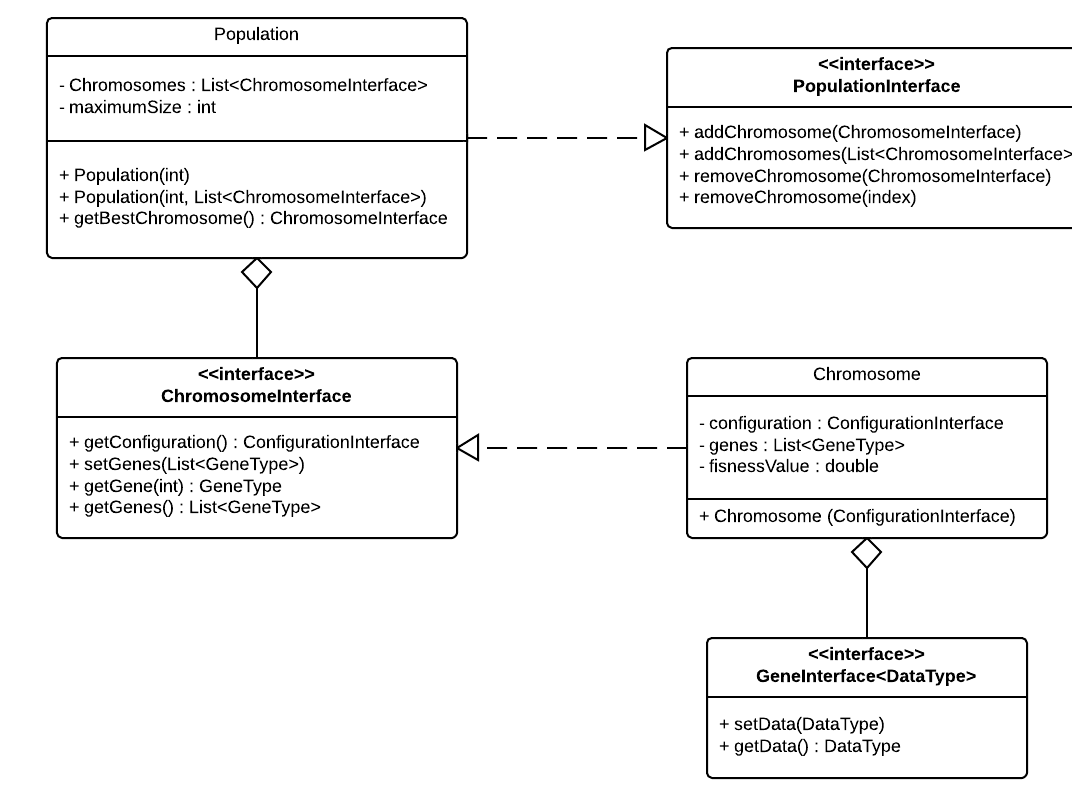 Population
- Chromosomes : List<ChromosomeInterface>
- maximumSize : int
+ Population(int)
+ Population(int, List<ChromosomeInterface>)
+ getBestChromosome() : ChromosomeInterface
<<interface>>
PopulationInterface
+ addChromosome(ChromosomeInterface)
+ addChromosomes(List<ChromosomeInterface>
+ removeChromosome(ChromosomeInterface)
+ removeChromosome(index)
<<interface>>
ChromosomeInterface
+ getConfiguration() : ConfigurationInterface
+ setGenes(List<GeneType>)
+ getGene(int) : GeneType
+ getGenes() : List<GeneType>
Chromosome
- configuration : ConfigurationInterface
- genes : List<GeneType>
- fisnessValue : double
+ Chromosome (ConfigurationInterface)
<<interface>>
GeneInterface<DataType>
+ setData(DataType)
+ getData() : DataType